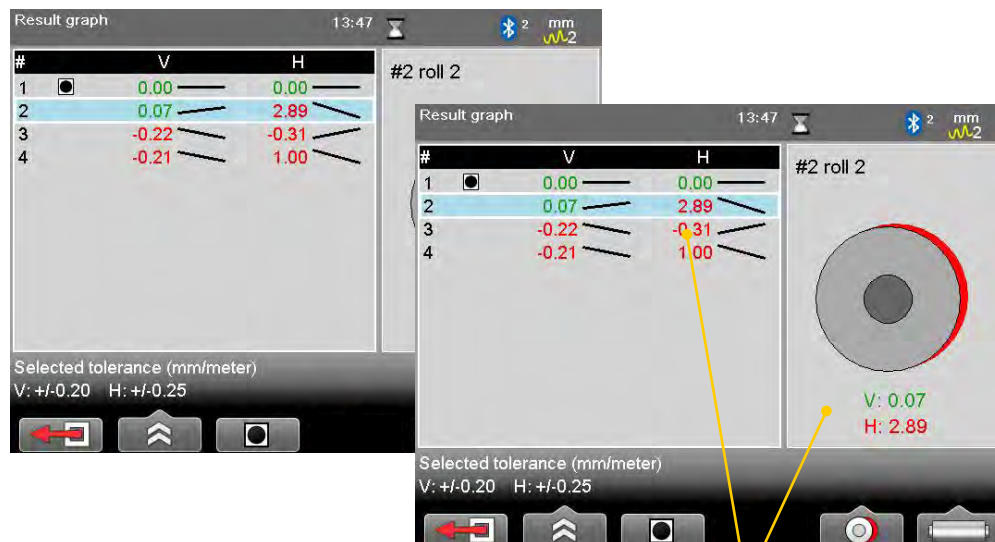 Result graph 13:47 2 mm
2
# V H
1 0.00 0.00
2 0.07 2.89
3 -0.22 -0.31
4 -0.21 1.00
#2 roll 2
Selected tolerance (mm/meter)
V: +/-0.20 H: +/-0.25
Result graph 13:47 2 mm
2
# V H
1 0.00 0.00
2 0.07 2.89
3 -0.22 -0.31
4 -0.21 1.00
#2 roll 2
V: 0.07
H: 2.89
Selected tolerance (mm/meter)
V: +/-0.20 H: +/-0.25